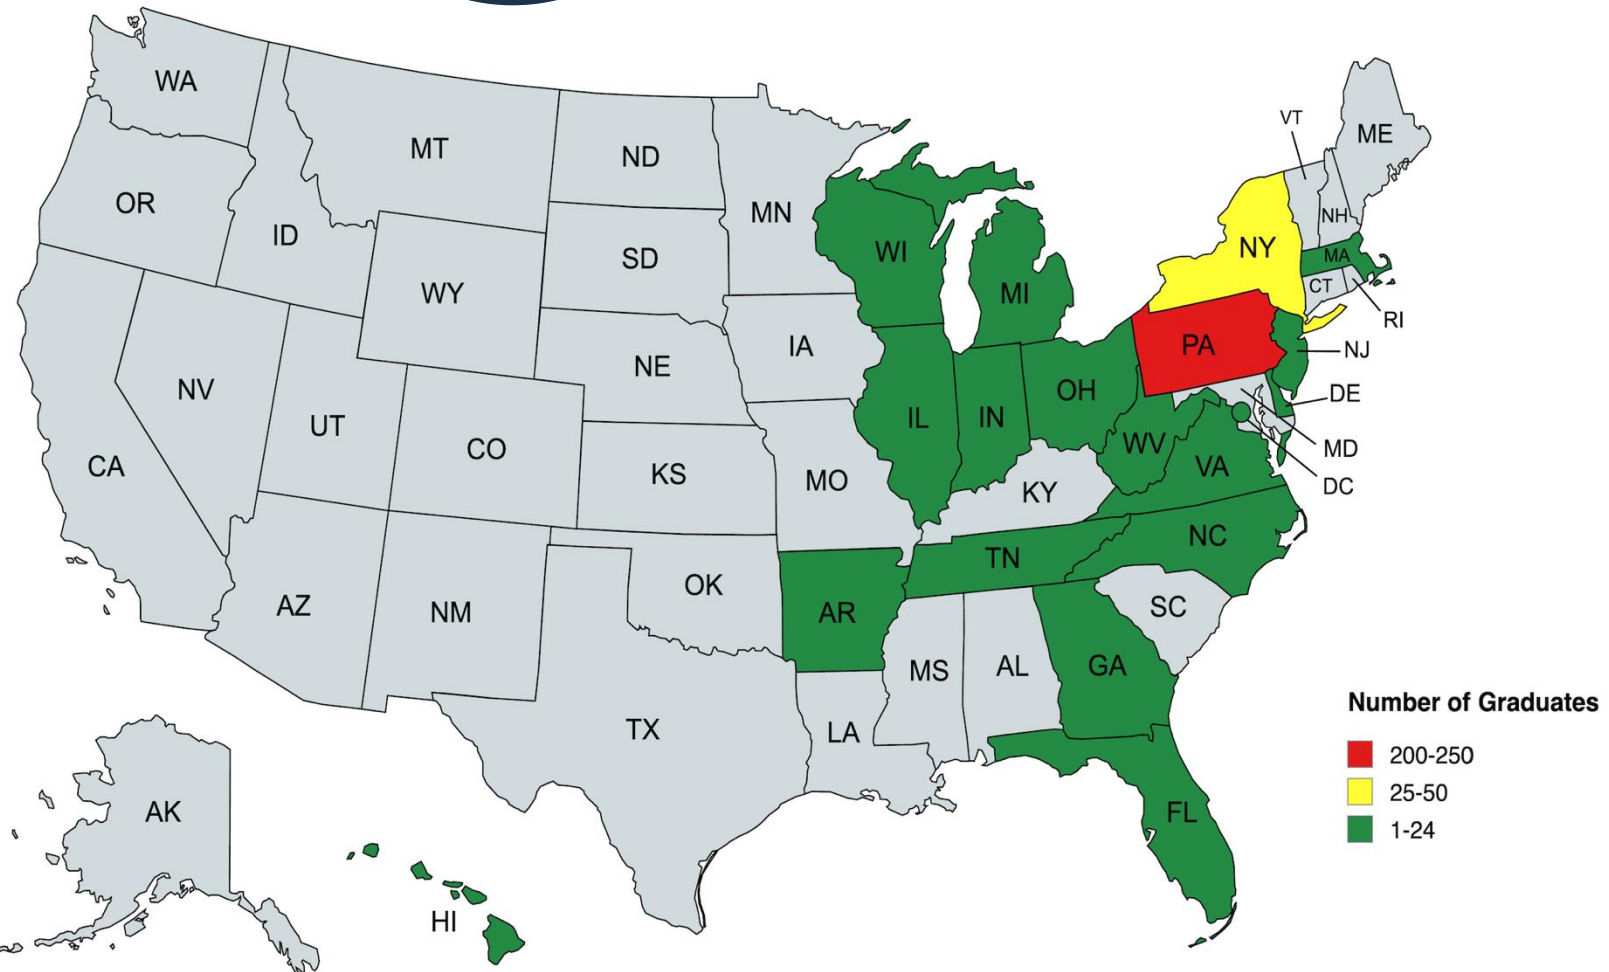 WA
MT
ND
MN
VT
ME
OR
ID
SD
WI
NY
NH
MA
WY
MI
CT
RI
NV
UT
NE
IA
PA
NJ
CA
CO
KS
MO
IL
IN
OH
DE
WV
VA
MD
DC
KY
AZ
NM
OK
AR
TN
NC
SC
TX
LA
MS
AL
GA
FL
AK
HI
Number of Graduates
200-250
25-50
1-24